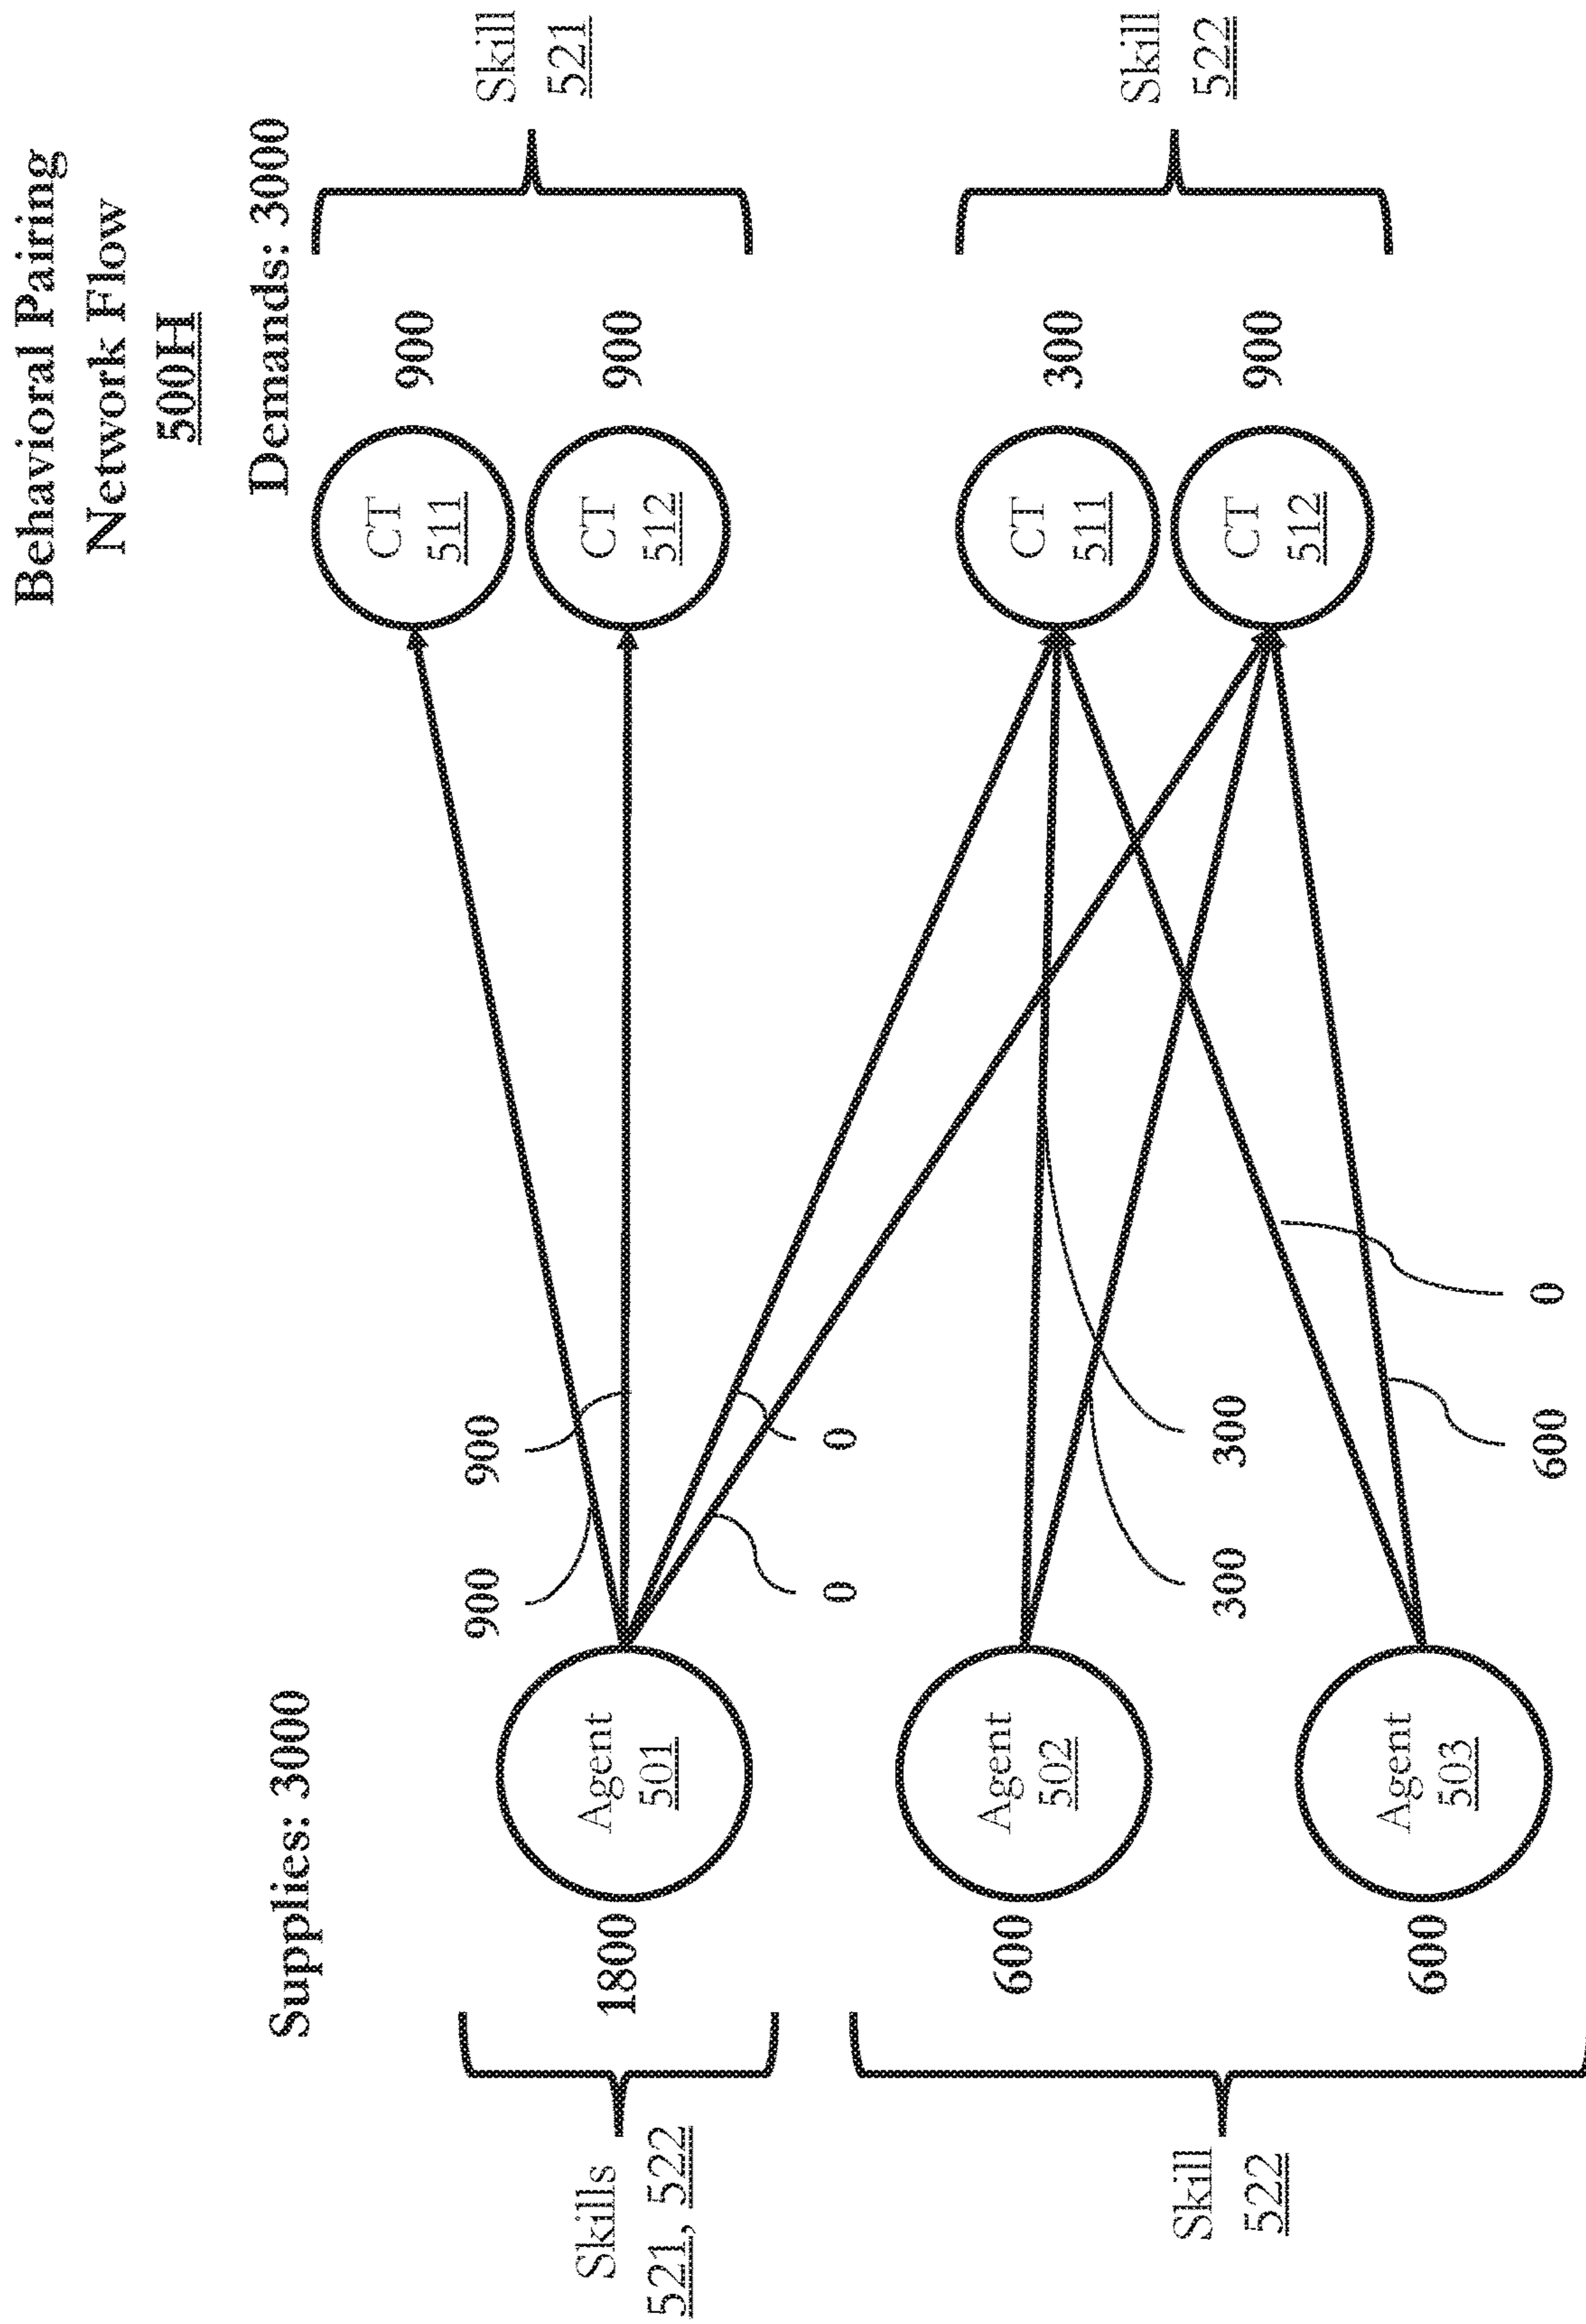 Behavioral Pairing
Network Flow
500H
Supplies: 3000
Demands: 3000
Skills
521, 522
1800
Agent
501
900
900
0
0
CT
511
900
CT
512
900
Skill
521
Skill
522
600
Agent
502
300
300
600
Agent
503
600
0
CT
511
300
CT
512
900
Skill
522